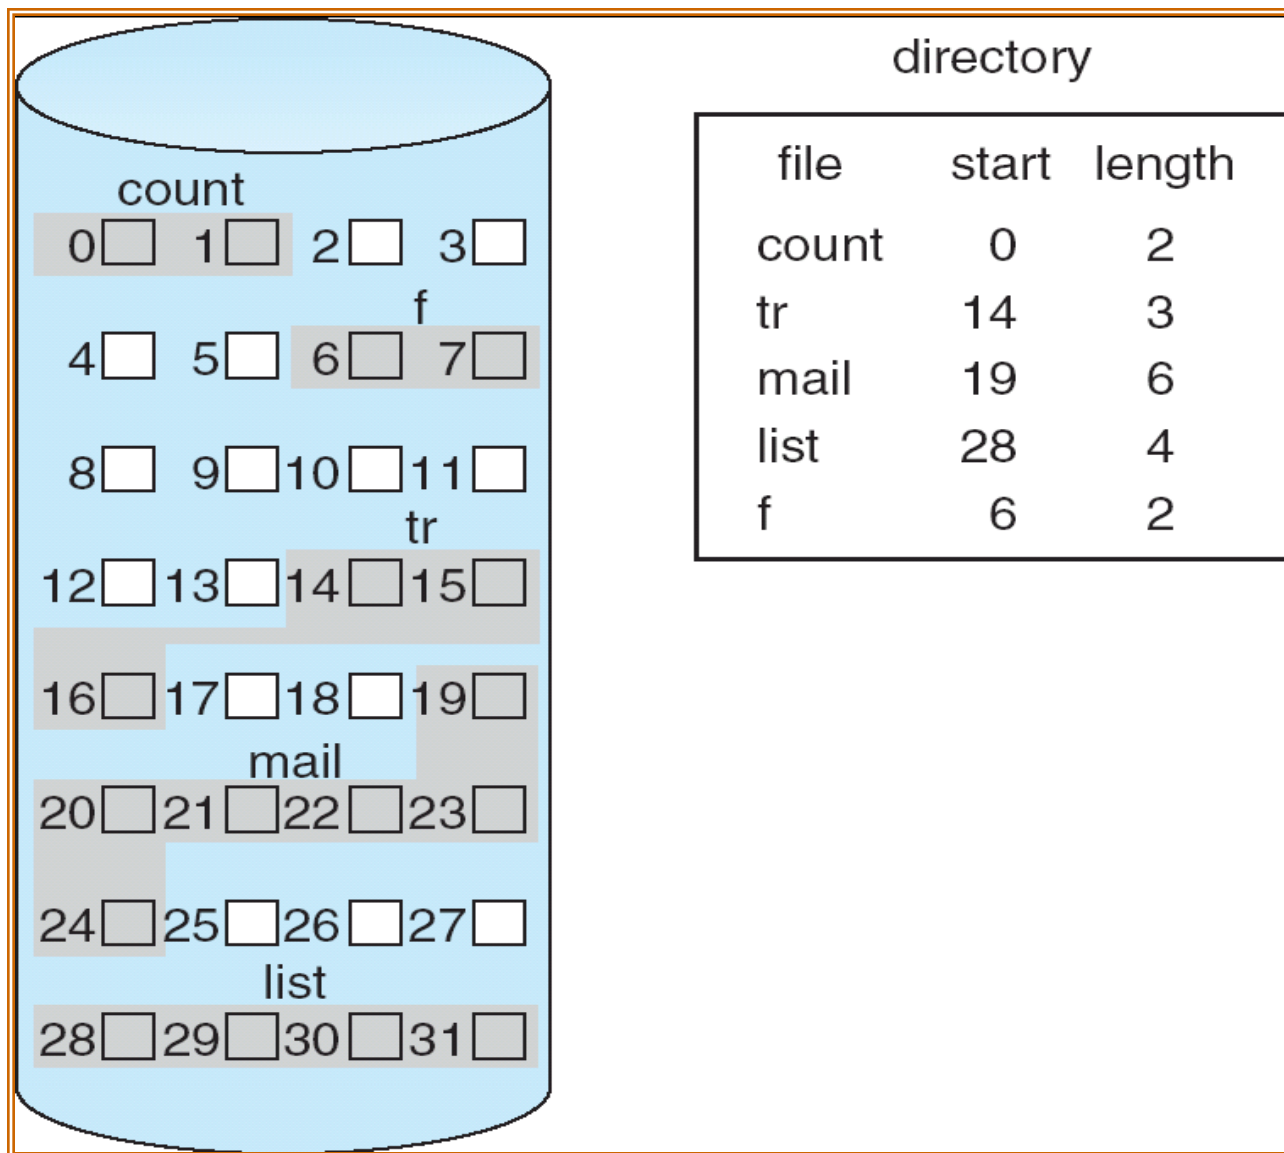 directory
file start length
count 0 2
tr 14 3
mail 19 6
list 28 4
f 6 2
count
0 1 2 3
f
4 5 6 7
8 9 10 11
tr
12 13 14 15
16 17 18 19
mail
20 21 22 23
24 25 26 27
list
28 29 30 31